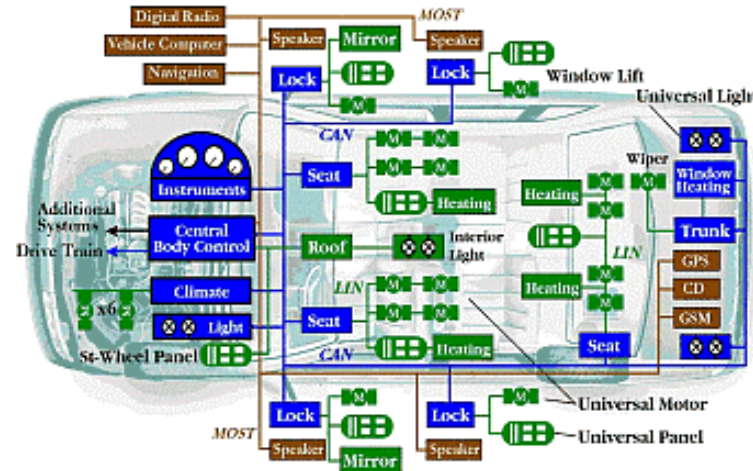 Digital Radio
MOST
Vehicle Computer
Speaker
Mirror
Speaker
Navigation
Lock
Lock
Window Lift
M
M
Universal Light
CAN
M M
Wiper
Instruments
Seat
M M
M M
Window
Heating
Heating
Heating
M
Additional
Systems
Central
Body Control
Drive Train
Roof
Interior
Light
Trunk
LIN
GPS
Climate
LIN
M M
M
Heating
CD
x6
M M
M
GSM
Light
Seat
St-Wheel Panel
CAN
Heating
Seat
Lock
M
Lock
M
Universal Motor
MOST
Speaker
Speaker
Universal Panel
Mirror